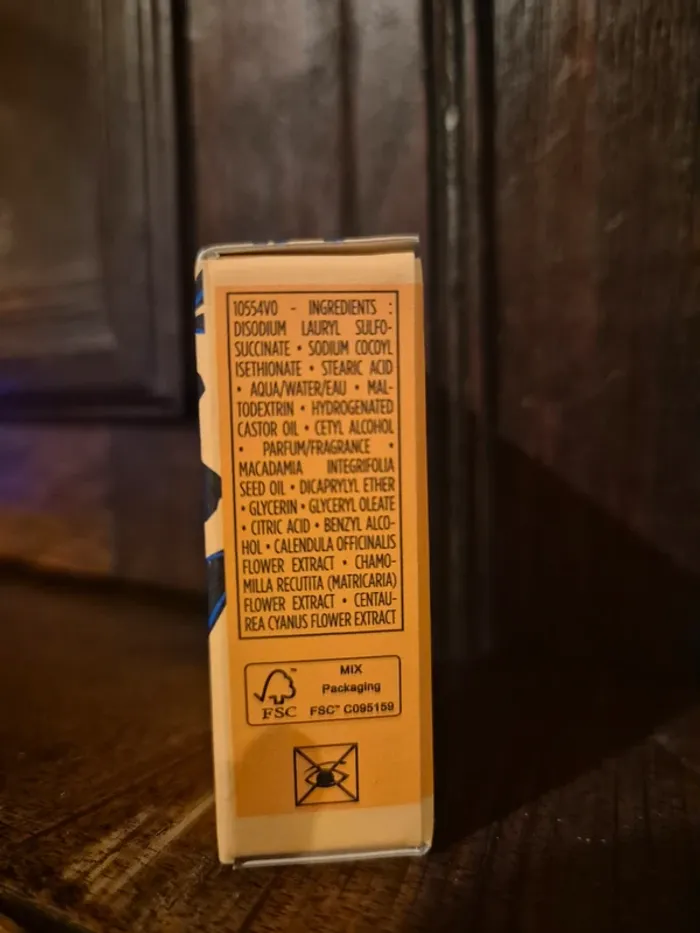 10554V0 - INGREDIENTS :
DISODIUM LAURYL SULFO-
SUCCINATE • SODIUM COCOYL
ISETHIONATE • STEARIC ACID
• AQUA/WATER/EAU • MAL-
TODEXTRIN • HYDROGENATED
CASTOR OIL • CETYL ALCOHOL
• PARFUM/FRAGRANCE •
MACADAMIA INTEGRIFOLIA
SEED OIL • DICAPRYLYL ETHER
• GLYCERIN • GLYCERYL OLEATE
• CITRIC ACID • BENZYL ALCO-
HOL • CALENDULA OFFICINALIS
FLOWER EXTRACT • CHAMO-
MILLA RECUTITA (MATRICARIA)
FLOWER EXTRACT • CENTAU-
REA CYANUS FLOWER EXTRACT
™
FSC
MIX
Packaging
FSC™ C095159